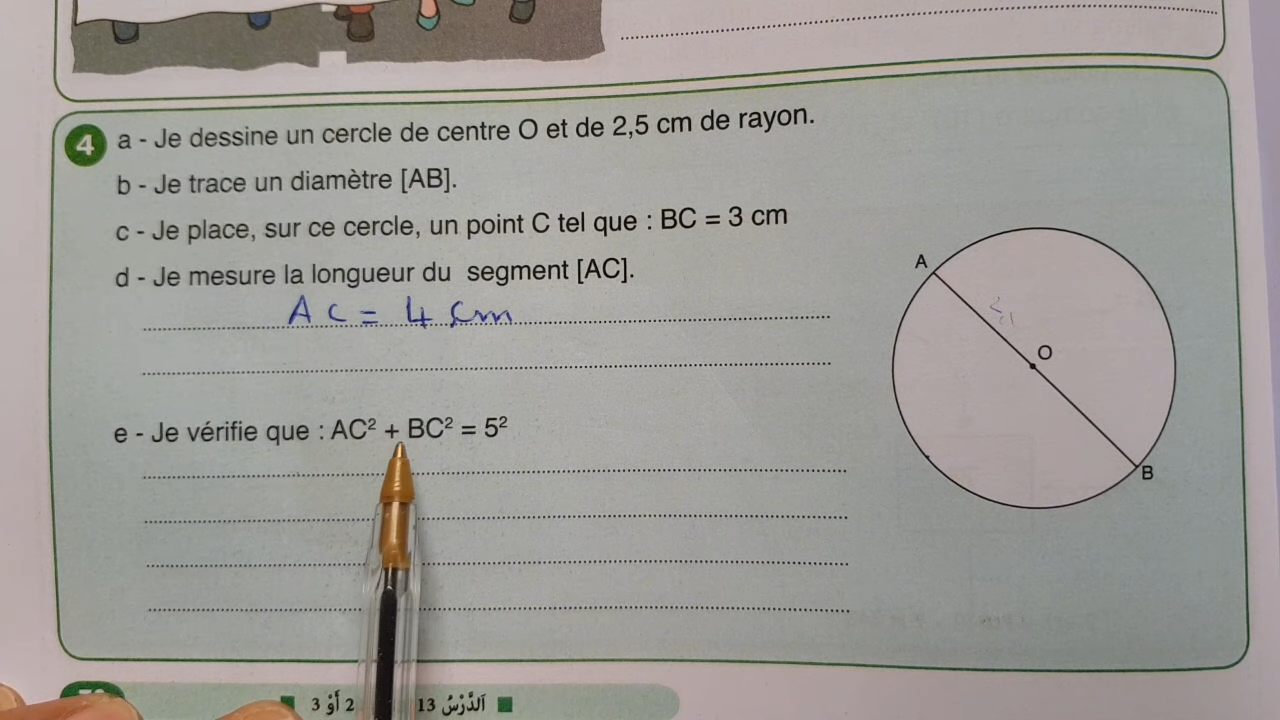 4 a - Je dessine un cercle de centre O et de 2,5 cm de rayon.
b - Je trace un diamètre [AB].
c - Je place, sur ce cercle, un point C tel que : BC = 3 cm
d - Je mesure la longueur du segment [AC].
AC = 4 cm
A
O
B
e - Je vérifie que : AC² + BC² = 5²
اَلدَّرْسُ 13
2 أَوْ 3